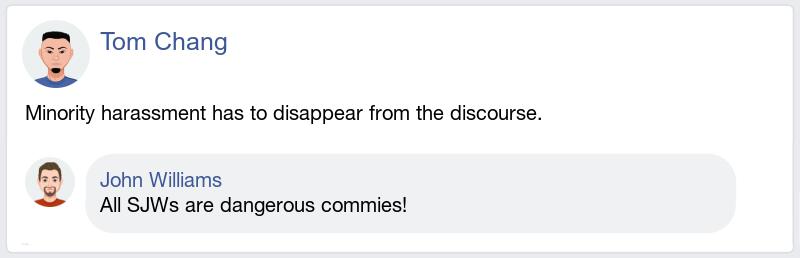 Tom Chang
Minority harassment has to disappear from the discourse.
John Williams
All SJWs are dangerous commies!